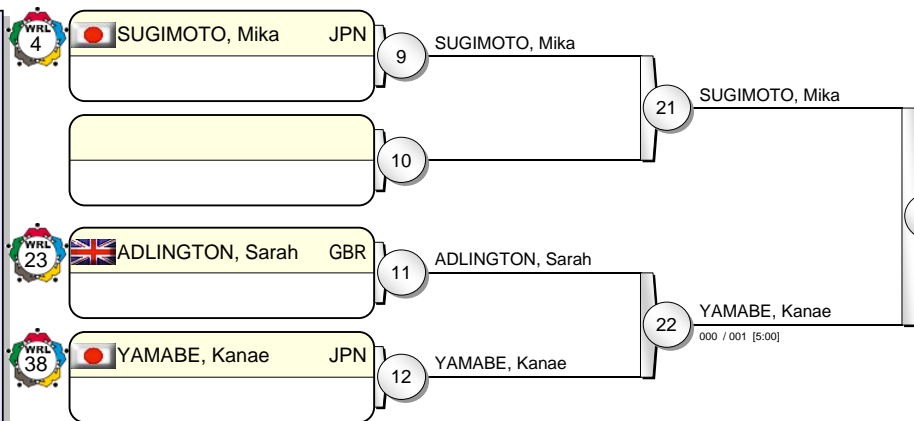 WRL
4
SUGIMOTO, Mika JPN
9
SUGIMOTO, Mika
21
SUGIMOTO, Mika
10
WRL
23
ADLINGTON, Sarah GBR
11
ADLINGTON, Sarah
22
YAMABE, Kanae
000 / 001 [5:00]
WRL
38
YAMABE, Kanae JPN
12
YAMABE, Kanae